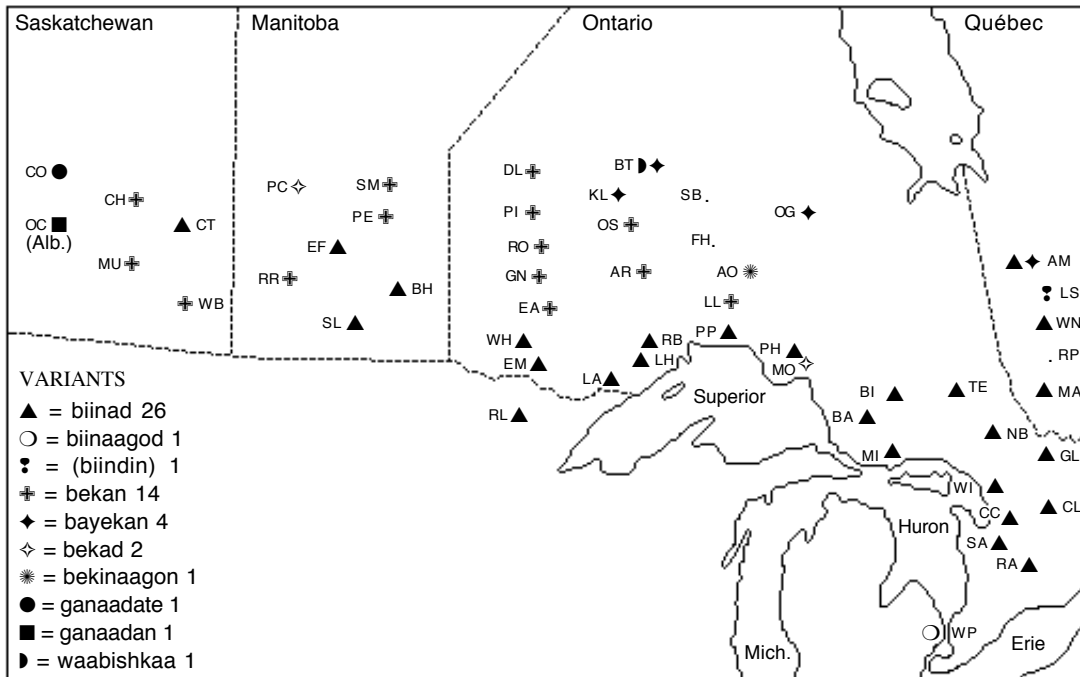 Saskatchewan Manitoba Ontario Québec
CO
CH
OC
(Alb.)
CT
MU
WB
PC
SM
PE
EF
RR
BH
SL
DL
PI
RO
GN
EA
WH
EM
RL
BT
KL
OS
AR
SB
FH
OG
AO
LL
PP
RB
LH
LA
PH
MO
AM
LS
WN
RP
MA
TE
BI
BA
NB
GL
MI
WI
CC
CL
SA
RA
WP
Superior
Huron
Mich.
Erie
VARIANTS
▲ = biinad 26
❍ = biinaagod 1
❢ = (biindin) 1
✙ = bekan 14
✦ = bayekan 4
✧ = bekad 2
✺ = bekinaagon 1
● = ganaadate 1
■ = ganaadan 1
◗ = waabishkaa 1